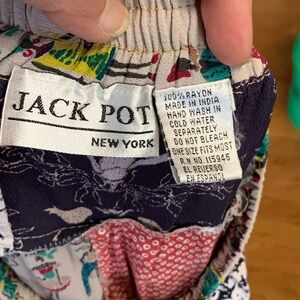 JACK POT
NEW YORK
100% RAYON
MADE IN INDIA
HAND WASH IN
COLD WATER
SEPARATELY
DO NOT BLEACH
ONE SIZE FITS MOST
R.N. 115945
EL REVERSO
EN ESPANOL